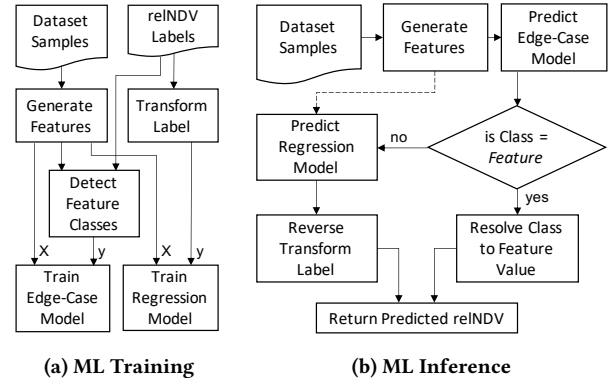 Dataset
Samples
relNDV
Labels
Generate
Features
Transform
Label
Detect
Feature
Classes
X
y
X
y
Train
Edge-Case
Model
Train
Regression
Model
(a) ML Training
Dataset
Samples
Generate
Features
Predict
Edge-Case
Model
Predict
Regression
Model
no
is Class =
Feature
yes
Reverse
Transform
Label
Resolve Class
to Feature
Value
Return Predicted relNDV
(b) ML Inference